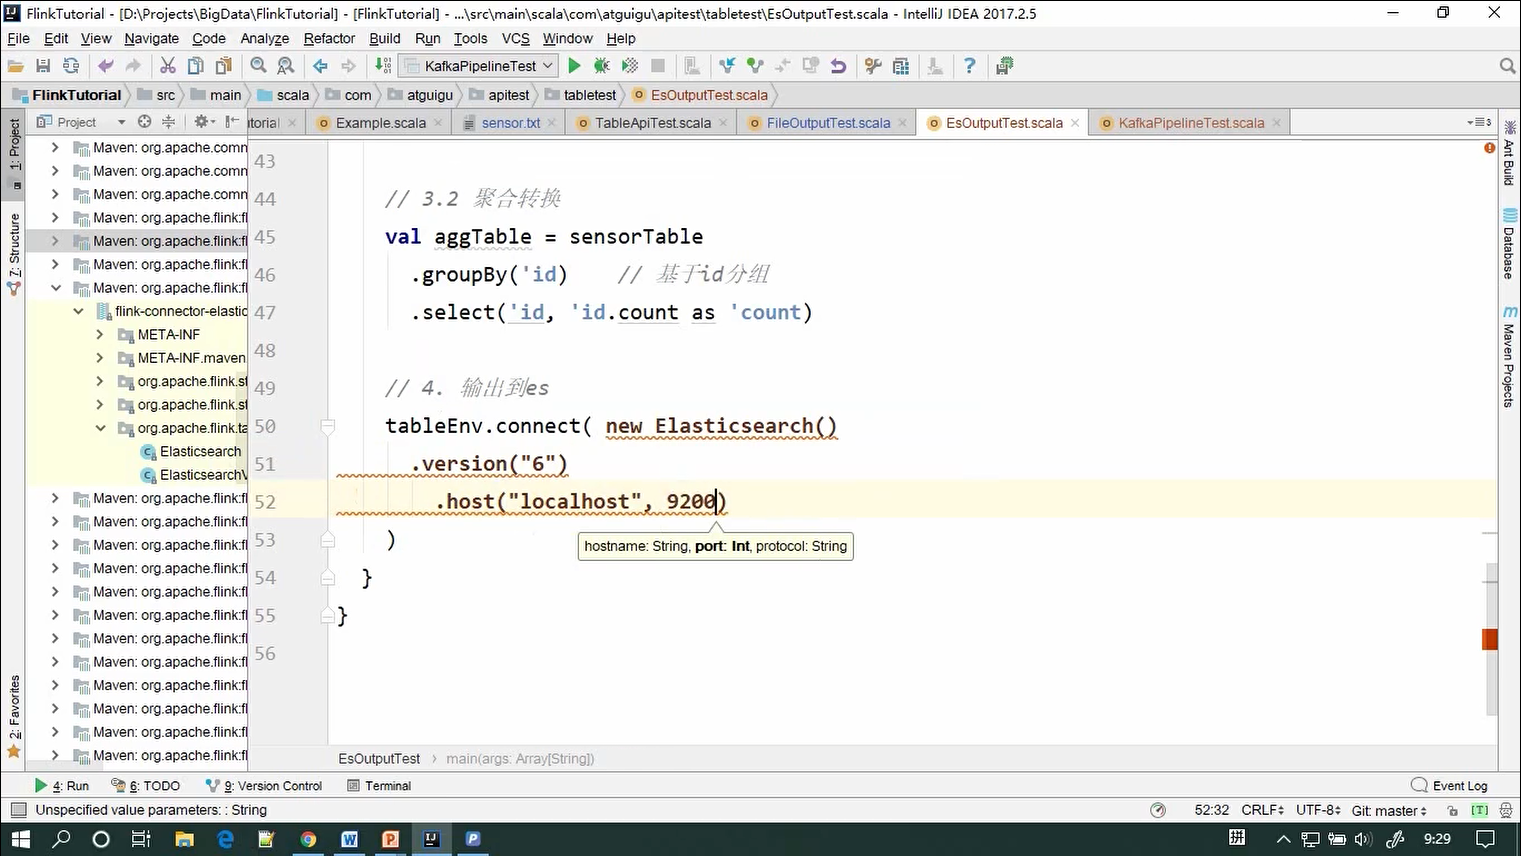 FlinkTutorial - [D:\Projects\BigData\FlinkTutorial] - [FlinkTutorial] - ...\src\main\scala\com\atguigu\apitest\tabletest\EsOutputTest.scala - IntelliJ IDEA 2017.2.5
File Edit View Navigate Code Analyze Refactor Build Run Tools VCS Window Help
KafkaPipelineTest
FlinkTutorial src main scala com atguigu apitest tabletest EsOutputTest.scala
Project
utorial Example.scala sensor.txt TableApiTest.scala FileOutputTest.scala EsOutputTest.scala KafkaPipelineTest.scala
1: Project
7: Structure
2: Favorites
Maven: org.apache.comn
Maven: org.apache.comn
Maven: org.apache.comn
Maven: org.apache.flink:fl
Maven: org.apache.flink:fl
Maven: org.apache.flink:fl
Maven: org.apache.flink:fl
flink-connector-elastic
META-INF
META-INF.maven
org.apache.flink.st
org.apache.flink.st
org.apache.flink.ta
Elasticsearch
ElasticsearchV
Maven: org.apache.flink:fl
Maven: org.apache.flink:fl
Maven: org.apache.flink:fl
Maven: org.apache.flink:fl
Maven: org.apache.flink:fl
Maven: org.apache.flink:fl
Maven: org.apache.flink:fl
Maven: org.apache.flink:fl
Maven: org.apache.flink:fl
Maven: org.apache.flink:fl
Maven: org.apache.flink:fl
Maven: org.apache.flink:fl
43
44 // 3.2 聚合转换
45 val aggTable = sensorTable
46 .groupBy('id) // 基于id分组
47 .select('id, 'id.count as 'count)
48
49 // 4. 输出到es
50 tableEnv.connect( new Elasticsearch()
51 .version("6")
52 .host("localhost", 9200)
53 )
hostname: String, port: Int, protocol: String
54 }
55 }
56
EsOutputTest main(args: Array[String])
Ant Build
Database
Maven Projects
4: Run 6: TODO 9: Version Control Terminal Event Log
Unspecified value parameters: : String 52:32 CRLF UTF-8 Git: master [T]
9:29